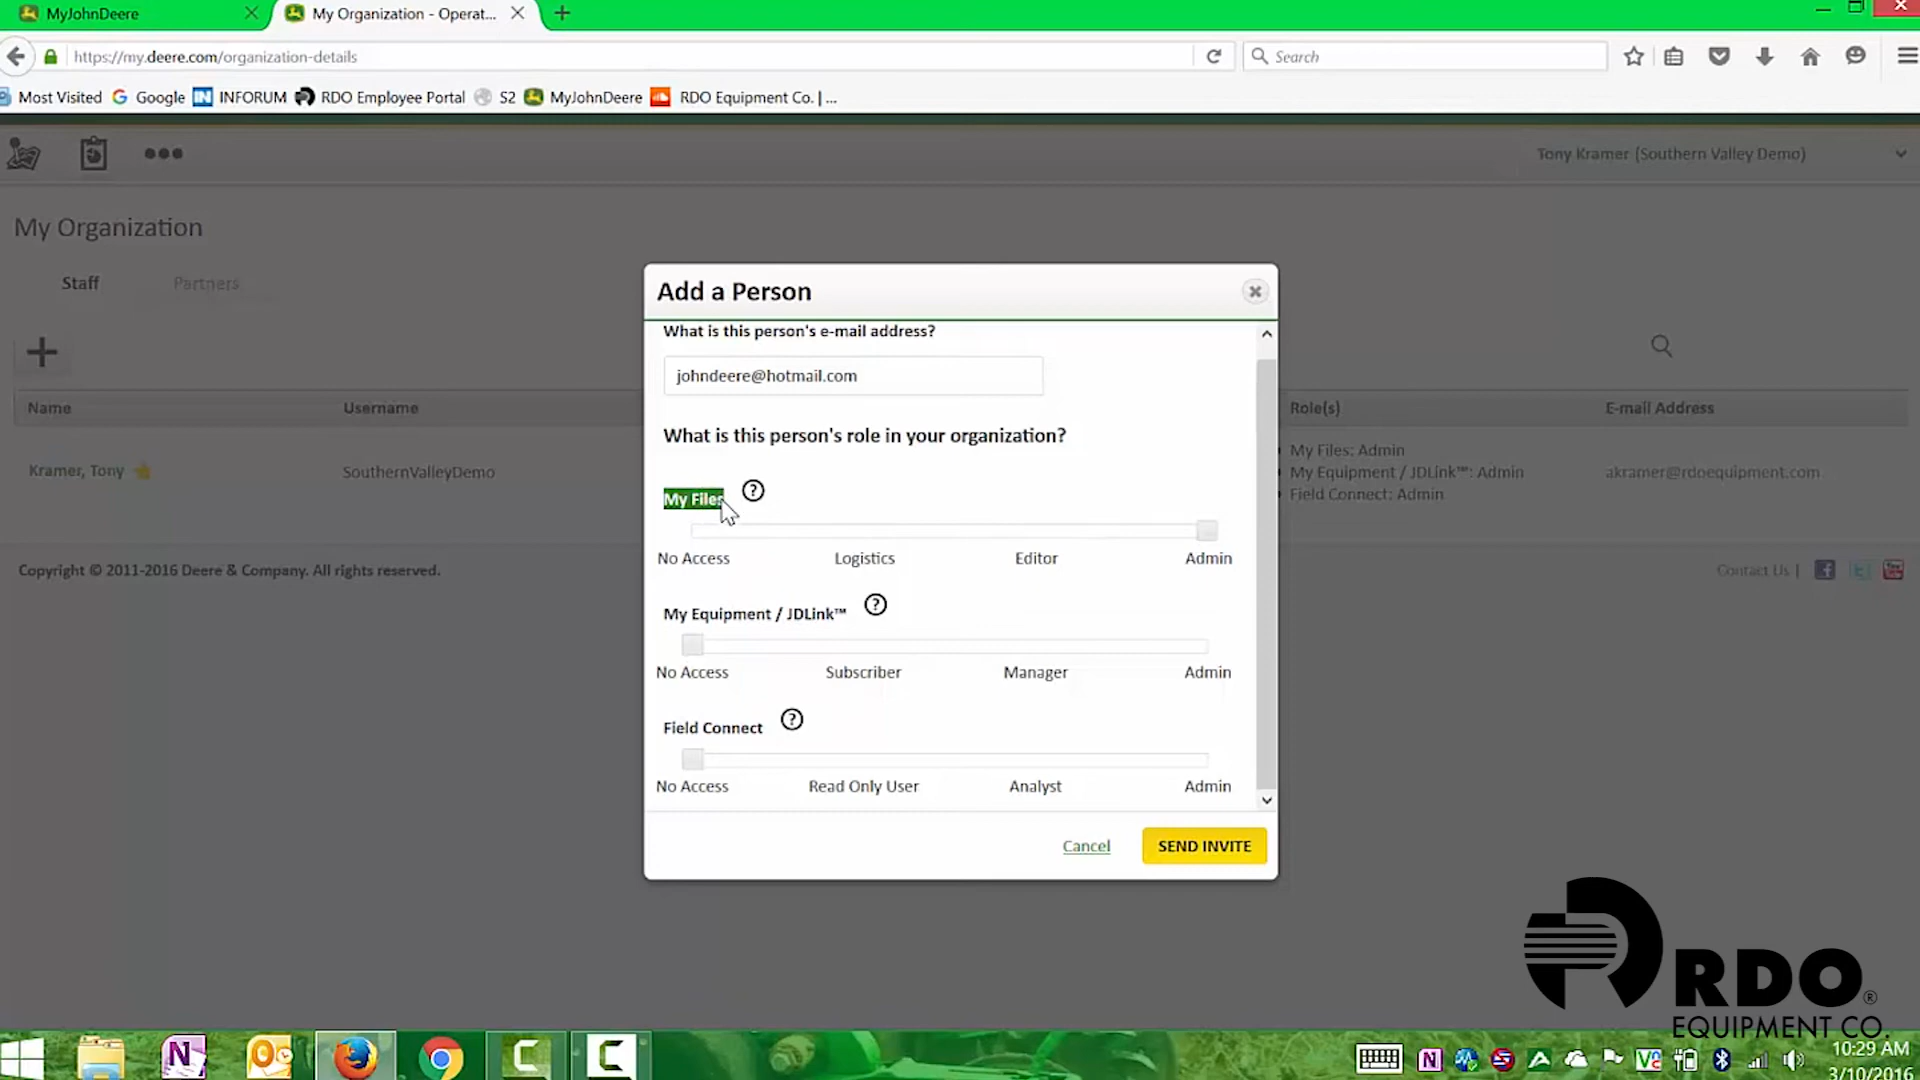 MyJohnDeere
My Organization - Operat...
https://my.deere.com/organization-details
Search
Most Visited
Google
INFORUM
RDO Employee Portal
S2
MyJohnDeere
RDO Equipment Co. | ...
Tony Kramer (Southern Valley Demo)
My Organization
Staff
Partners
Name
Username
Role(s)
E-mail Address
Kramer, Tony
SouthernValleyDemo
My Files: Admin
My Equipment / JDLink™: Admin
Field Connect: Admin
akramer@rdoequipment.com
Copyright © 2011-2016 Deere & Company. All rights reserved.
Contact Us |
Add a Person
What is this person's e-mail address?
johndeere@hotmail.com
What is this person's role in your organization?
My Files
No Access
Logistics
Editor
Admin
My Equipment / JDLink™
No Access
Subscriber
Manager
Admin
Field Connect
No Access
Read Only User
Analyst
Admin
Cancel
SEND INVITE
RDO®
EQUIPMENT CO.
10:29 AM
3/10/2016